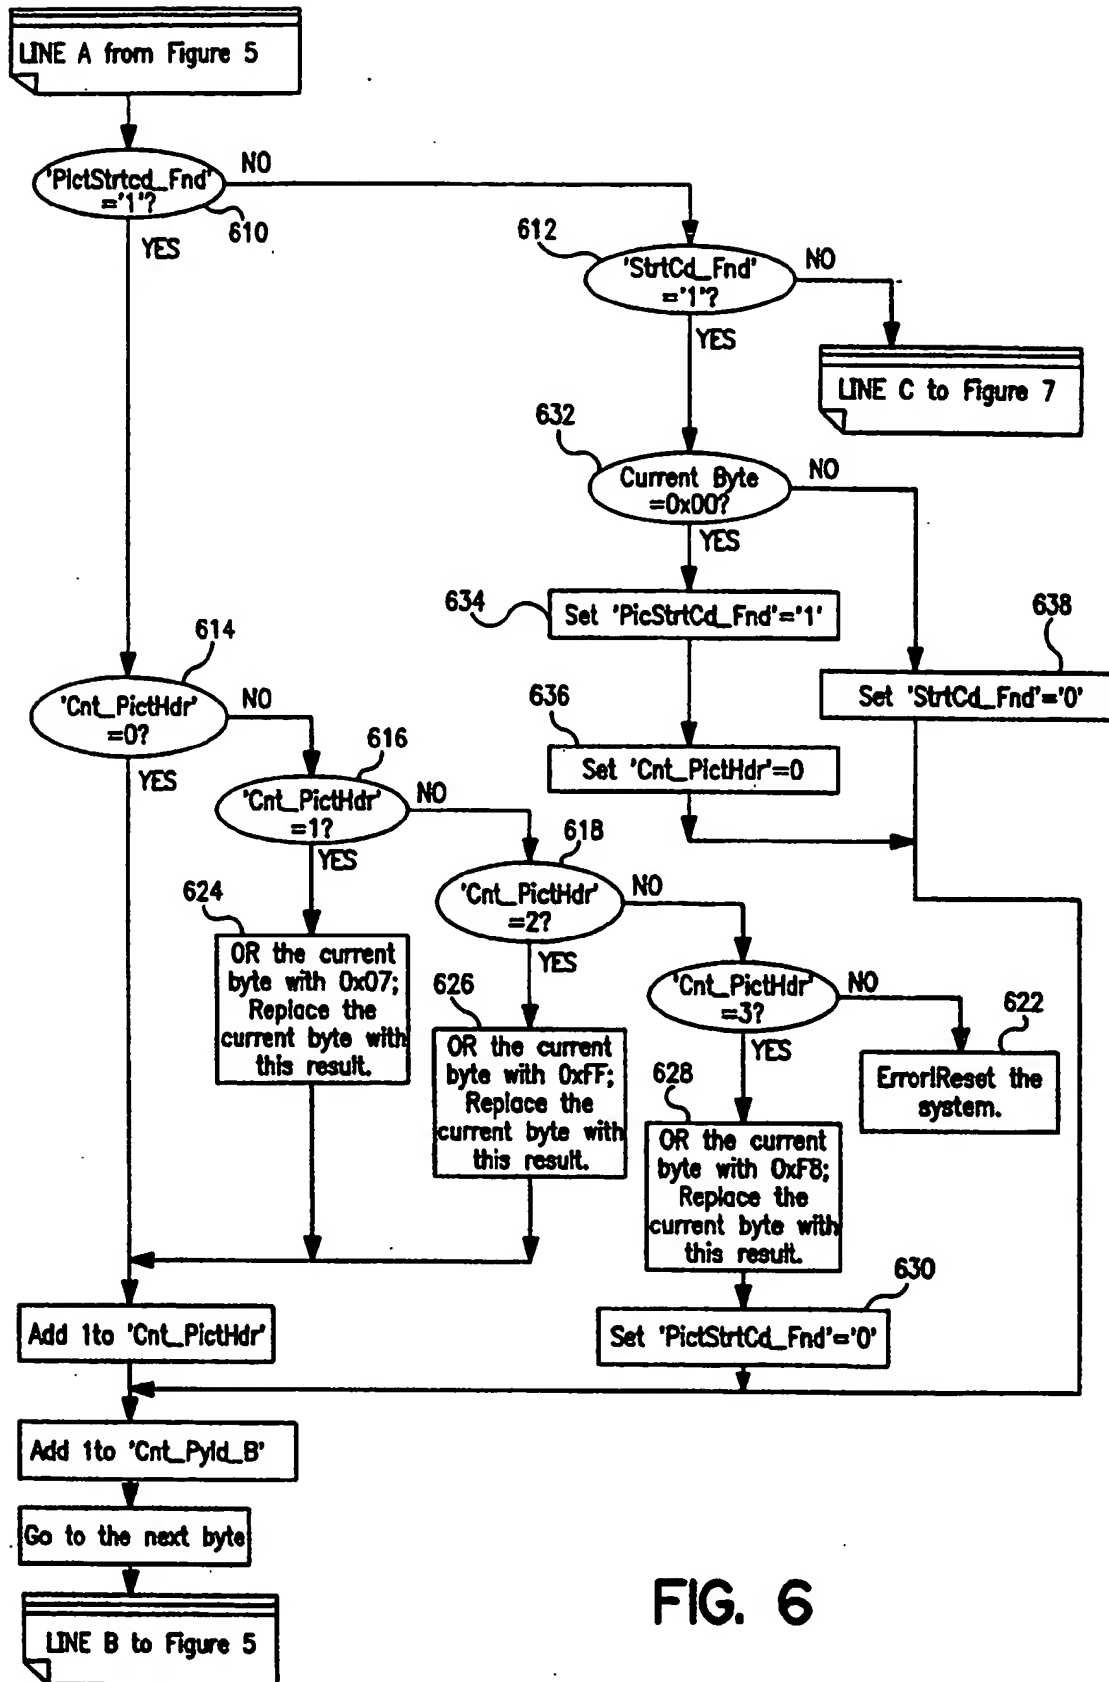 LINE A from Figure 5
'PictStrtcd_Fnd'
='1'?
NO
610
YES
612
'StrtCd_Fnd'
='1'?
NO
YES
LINE C to Figure 7
632
Current Byte
=0x00?
NO
YES
634
Set 'PicStrtCd_Fnd'='1'
638
Set 'StrtCd_Fnd'='0'
636
Set 'Cnt_PictHdr'=0
614
'Cnt_PictHdr'
=0?
NO
YES
616
'Cnt_PictHdr'
=1?
NO
YES
618
'Cnt_PictHdr'
=2?
NO
YES
'Cnt_PictHdr'
=3?
NO
YES
622
Error!Reset the
system.
624
OR the current
byte with 0x07;
Replace the
current byte with
this result.
626
OR the current
byte with 0xFF;
Replace the
current byte with
this result.
628
OR the current
byte with 0xF8;
Replace the
current byte with
this result.
630
Set 'PictStrtCd_Fnd'='0'
Add 1to 'Cnt_PictHdr'
Add 1to 'Cnt_Pyld_B'
Go to the next byte
LINE B to Figure 5
FIG. 6